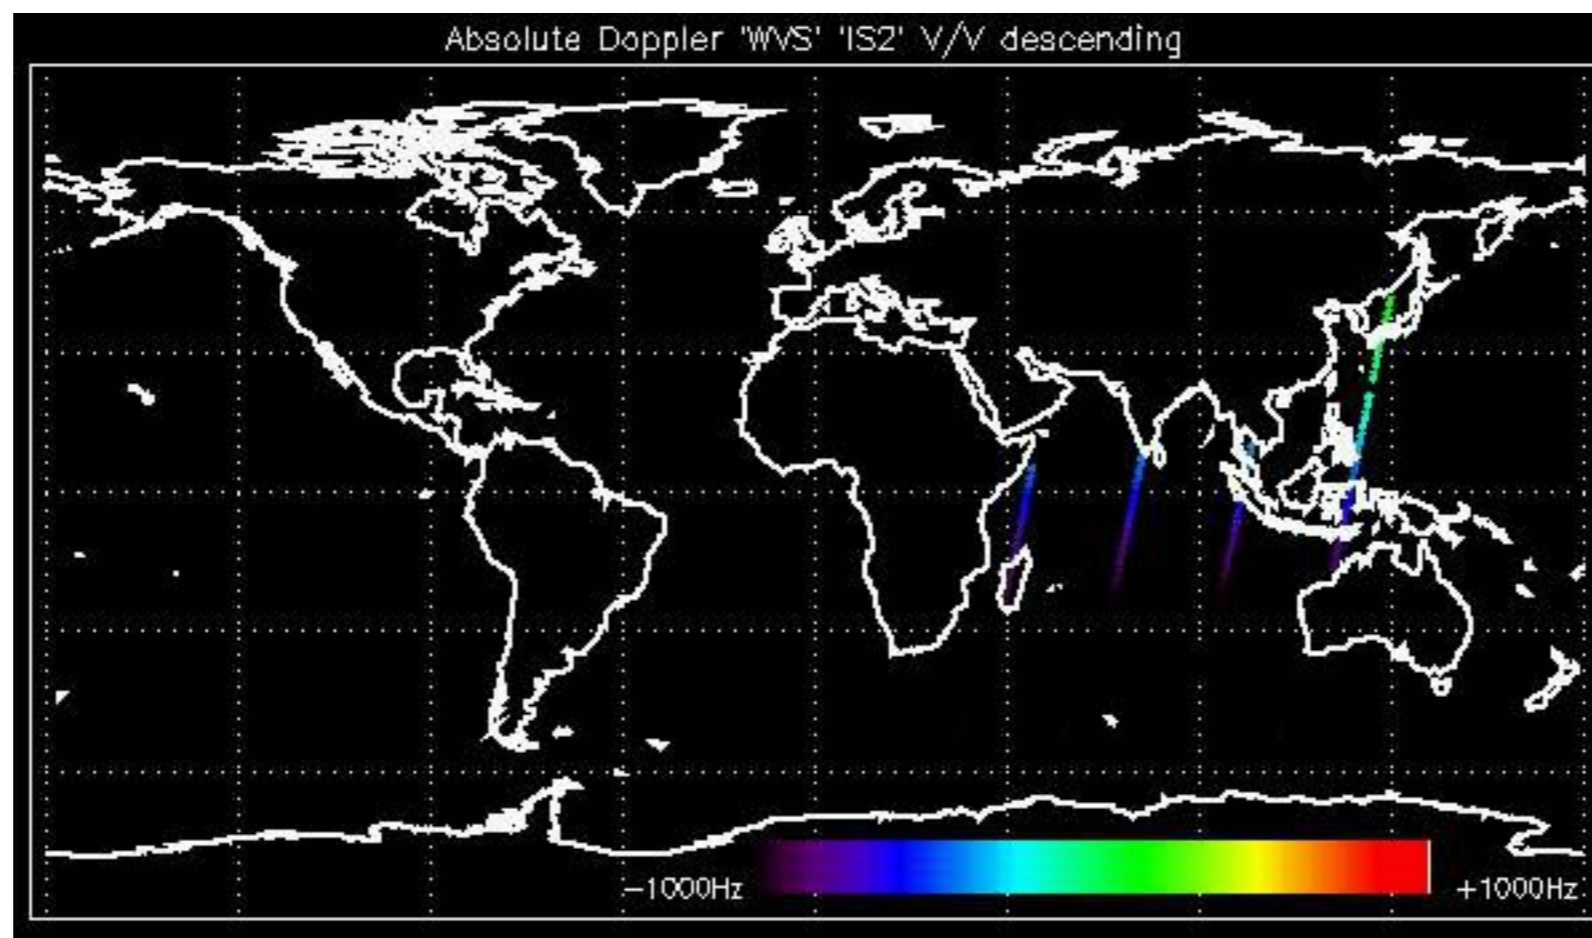 Absolute Doppler 'WVS' 'IS2' V/V descending
−1000Hz +1000Hz